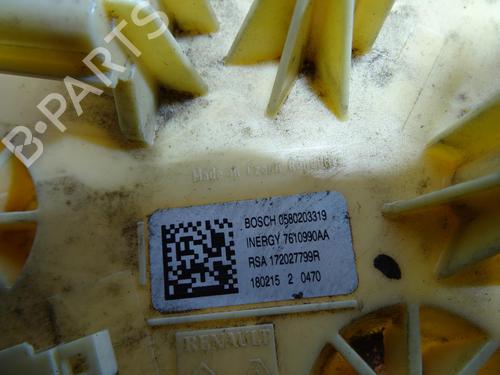 B-PARTS
Made in Czech Republic
BOSCH 0580203319
INERGY 7610990AA
RSA 172027799R
180215 2 0470
RENAULT